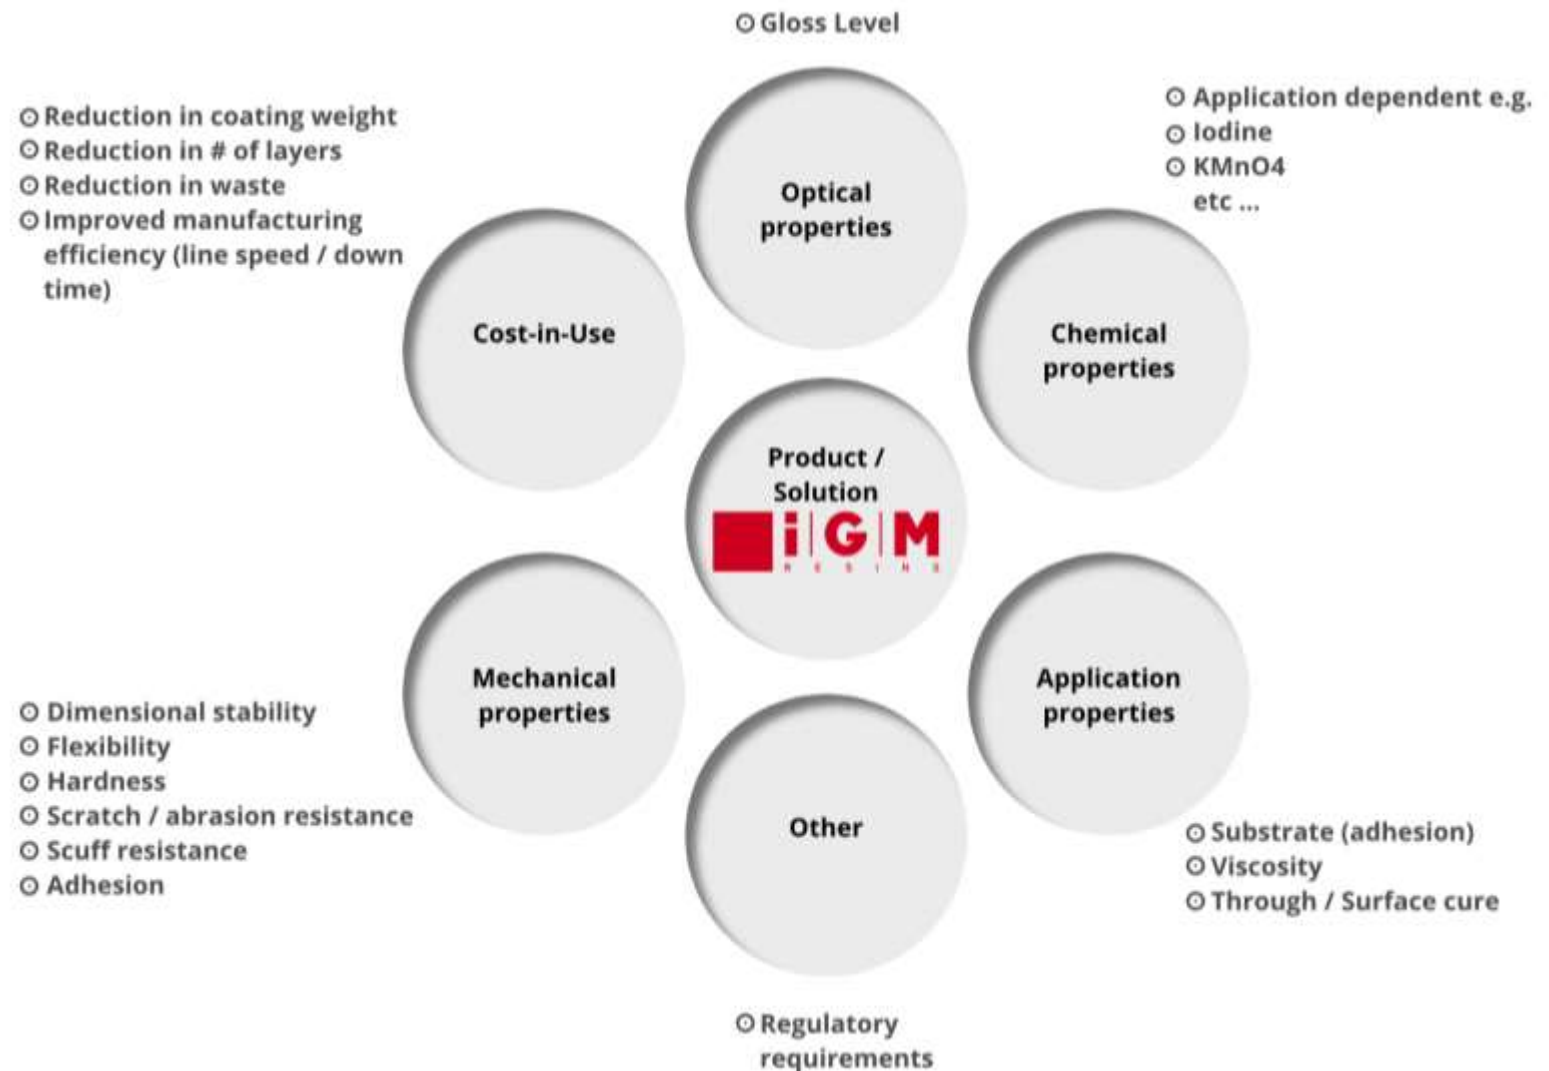 Gloss Level
Optical
properties
Application dependent e.g.
Iodine
KMnO4
etc ...
Chemical
properties
Reduction in coating weight
Reduction in # of layers
Reduction in waste
Improved manufacturing
efficiency (line speed / down
time)
Cost-in-Use
Product /
Solution
iGM
RESINS
Mechanical
properties
Dimensional stability
Flexibility
Hardness
Scratch / abrasion resistance
Scuff resistance
Adhesion
Application
properties
Substrate (adhesion)
Viscosity
Through / Surface cure
Other
Regulatory
requirements